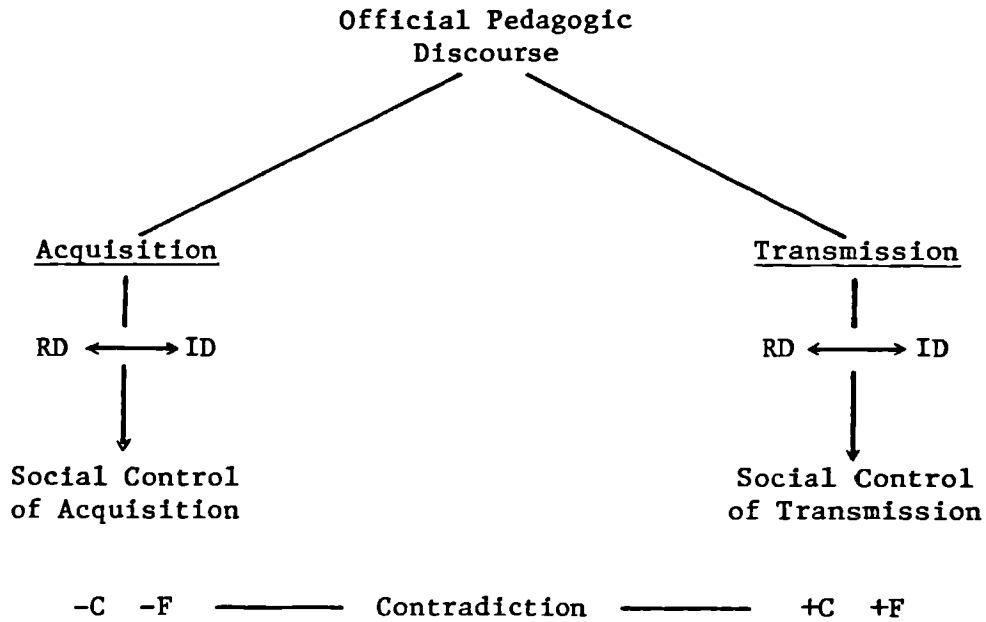 Official Pedagogic
Discourse
Acquisition
Transmission
RD ID
RD ID
Social Control
of Acquisition
Social Control
of Transmission
-C -F Contradiction +C +F